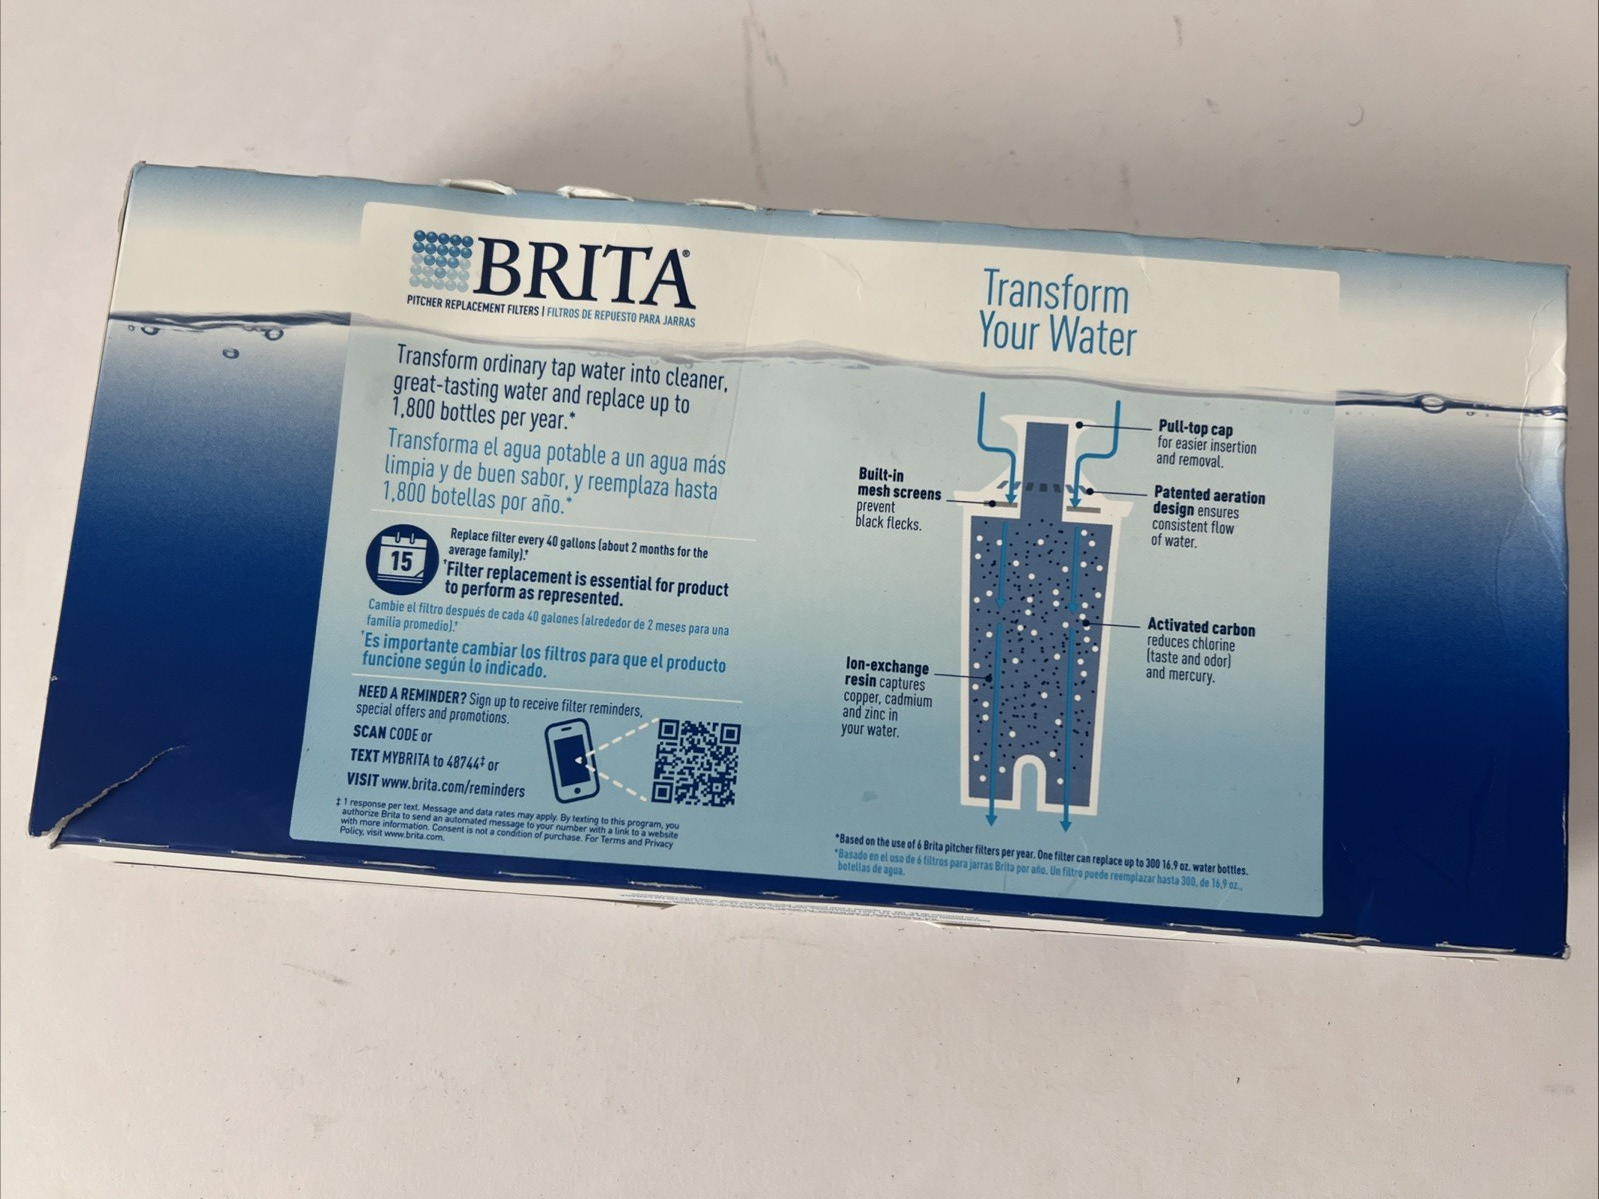 BRITA®
PITCHER REPLACEMENT FILTERS | FILTROS DE REPUESTO PARA JARRAS
Transform ordinary tap water into cleaner,
great-tasting water and replace up to
1,800 bottles per year.*
Transforma el agua potable a un agua más
limpia y de buen sabor, y reemplaza hasta
1,800 botellas por año.*
15
Replace filter every 40 gallons (about 2 months for the
average family).†
†Filter replacement is essential for product
to perform as represented.
Cambie el filtro después de cada 40 galones (alrededor de 2 meses para una
familia promedio).†
†Es importante cambiar los filtros para que el producto
funcione según lo indicado.
NEED A REMINDER? Sign up to receive filter reminders,
special offers and promotions.
SCAN CODE or
TEXT MYBRITA to 48744‡ or
VISIT www.brita.com/reminders
‡ 1 response per text. Message and data rates may apply. By texting to this program, you
authorize Brita to send an automated message to your number with a link to a website
with more information. Consent is not a condition of purchase. For Terms and Privacy
Policy, visit www.brita.com.
Transform
Your Water
Pull-top cap
for easier insertion
and removal.
Built-in
mesh screens
prevent
black flecks.
Patented aeration
design ensures
consistent flow
of water.
Activated carbon
reduces chlorine
(taste and odor)
and mercury.
Ion-exchange
resin captures
copper, cadmium
and zinc in
your water.
*Based on the use of 6 Brita pitcher filters per year. One filter can replace up to 300 16.9 oz. water bottles.
*Basado en el uso de 6 filtros para jarras Brita por año. Un filtro puede reemplazar hasta 300, de 16,9 oz.,
botellas de agua.